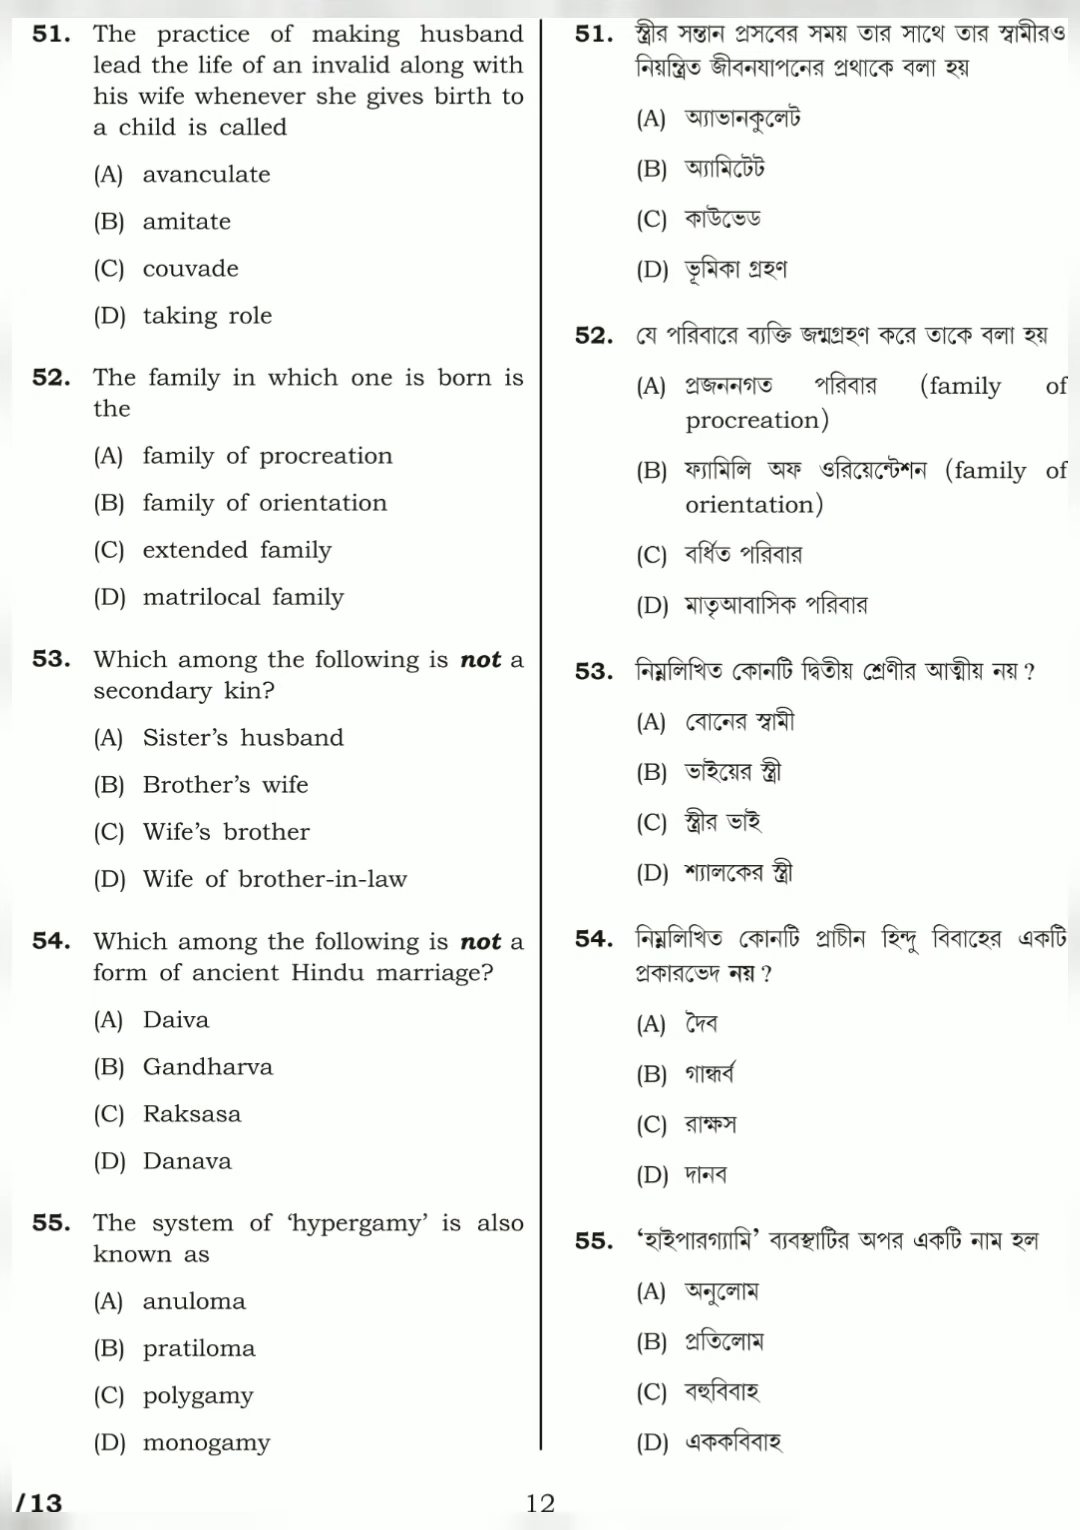 51. The practice of making husband
lead the life of an invalid along with
his wife whenever she gives birth to
a child is called
(A) avanculate
(B) amitate
(C) couvade
(D) taking role
52. The family in which one is born is
the
(A) family of procreation
(B) family of orientation
(C) extended family
(D) matrilocal family
53. Which among the following is not a
secondary kin?
(A) Sister's husband
(B) Brother's wife
(C) Wife's brother
(D) Wife of brother-in-law
54. Which among the following is not a
form of ancient Hindu marriage?
(A) Daiva
(B) Gandharva
(C) Raksasa
(D) Danava
55. The system of ‘hypergamy’ is also
known as
(A) anuloma
(B) pratiloma
(C) polygamy
(D) monogamy
51. স্ত্রীর সন্তান প্রসবের সময় তার সাথে তার স্বামীরও
নিয়ন্ত্রিত জীবনযাপনের প্রথাকে বলা হয়
(A) অ্যাভানকুলেট
(B) অ্যামিটেট
(C) কাউভেড
(D) ভূমিকা গ্রহণ
52. যে পরিবারে ব্যক্তি জন্মগ্রহণ করে তাকে বলা হয়
(A) প্রজননগত পরিবার (family of
procreation)
(B) ফ্যামিলি অফ ওরিয়েন্টেশন (family of
orientation)
(C) বর্ধিত পরিবার
(D) মাতৃআবাসিক পরিবার
53. নিম্নলিখিত কোনটি দ্বিতীয় শ্রেণীর আত্মীয় নয় ?
(A) বোনের স্বামী
(B) ভাইয়ের স্ত্রী
(C) স্ত্রীর ভাই
(D) শ্যালকের স্ত্রী
54. নিম্নলিখিত কোনটি প্রাচীন হিন্দু বিবাহের একটি
প্রকারভেদ নয় ?
(A) দৈব
(B) গান্ধর্ব
(C) রাক্ষস
(D) দানব
55. ‘হাইপারগ্যামি’ ব্যবস্থাটির অপর একটি নাম হল
(A) অনুলোম
(B) প্রতিলোম
(C) বহুবিবাহ
(D) এককবিবাহ
/13
12